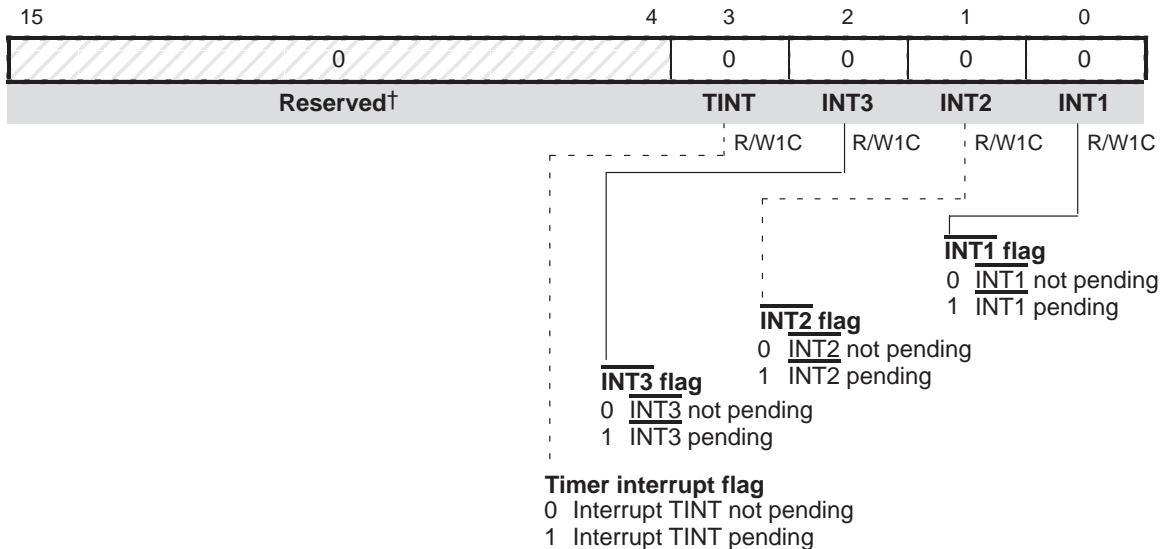 15 4 3 2 1 0
0 0 0 0 0
Reserved† TINT INT3 INT2 INT1
R/W1C R/W1C R/W1C R/W1C
INT1 flag
0 INT1 not pending
1 INT1 pending
INT2 flag
0 INT2 not pending
1 INT2 pending
INT3 flag
0 INT3 not pending
1 INT3 pending
Timer interrupt flag
0 Interrupt TINT not pending
1 Interrupt TINT pending